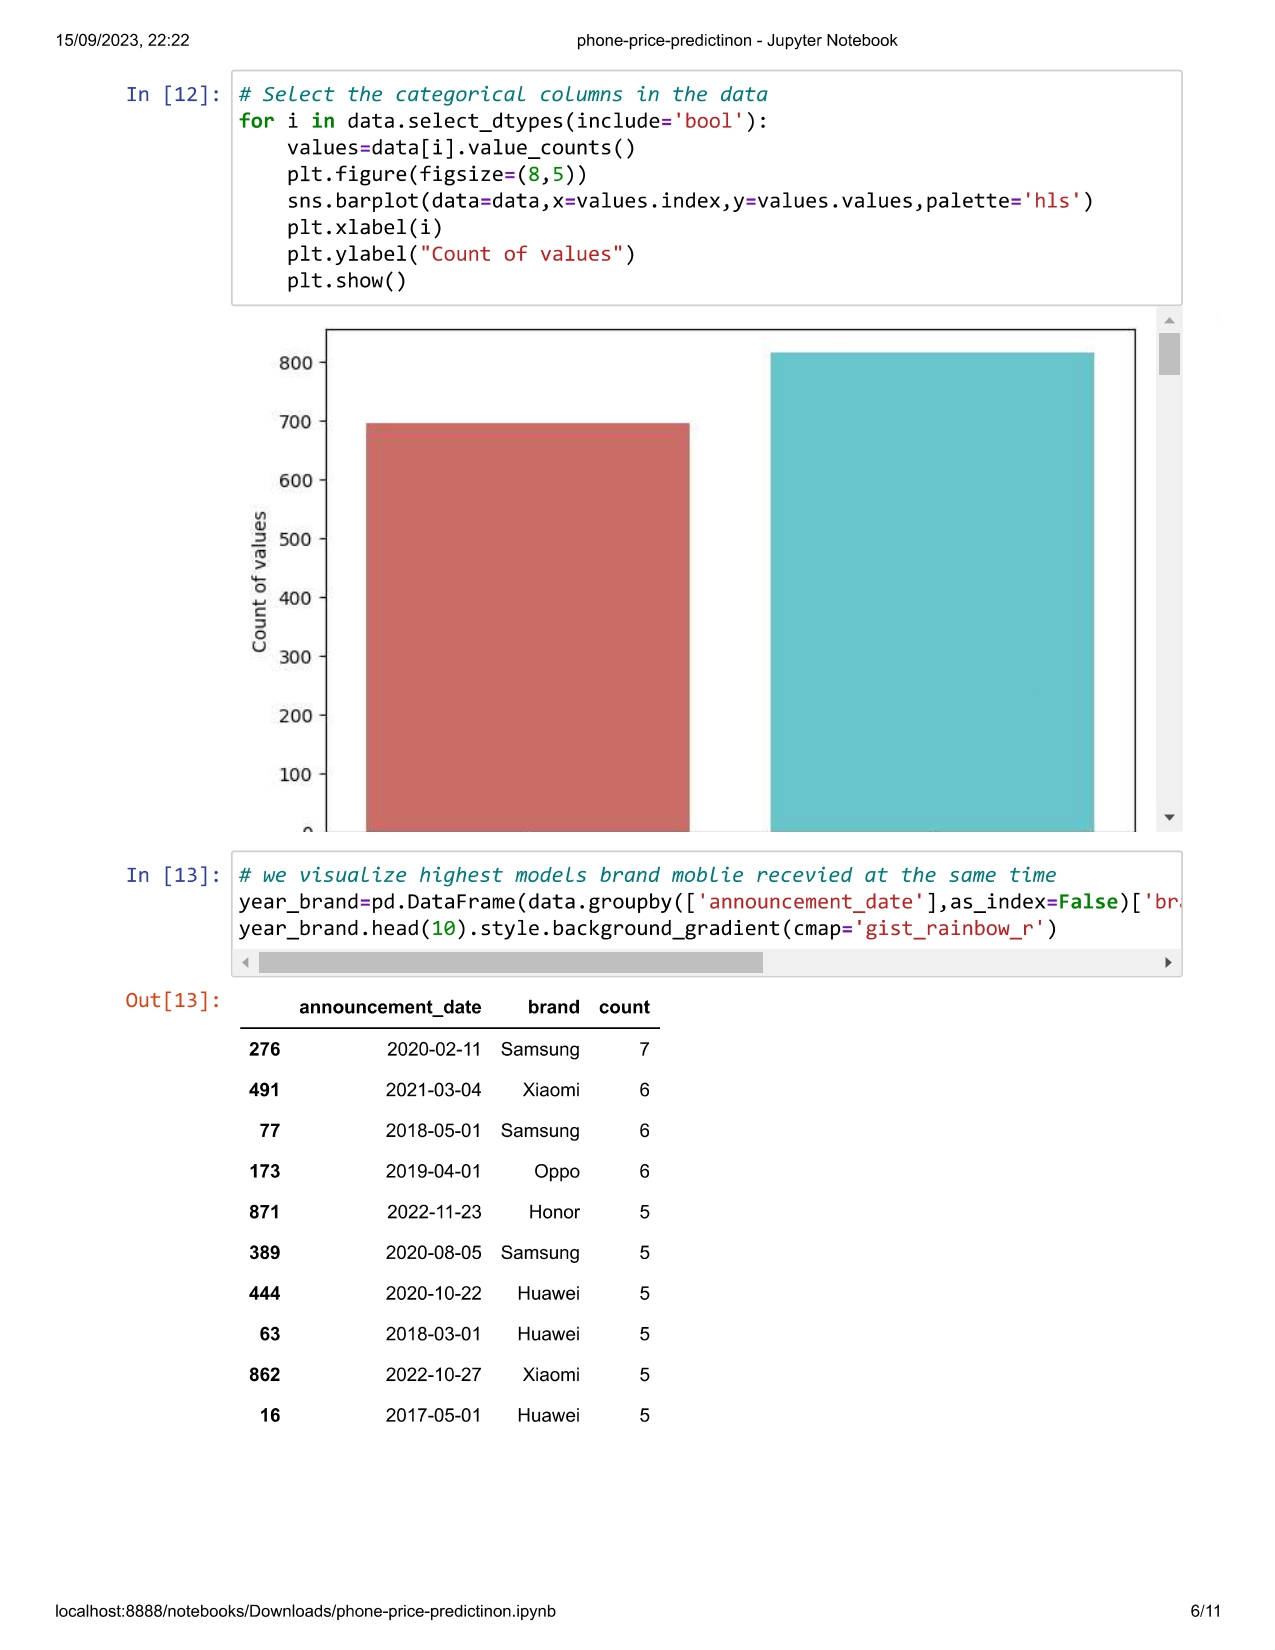 15/09/2023, 22:22 phone-price-predictinon - Jupyter Notebook
In [12]: # Select the categorical columns in the data
for i in data.select_dtypes(include='bool'):
    values=data[i].value_counts()
    plt.figure(figsize=(8,5))
    sns.barplot(data=data,x=values.index,y=values.values,palette='hls')
    plt.xlabel(i)
    plt.ylabel("Count of values")
    plt.show()
800
700
600
500
400
300
200
100
0
Count of values
In [13]: # we visualize highest models brand moblie recevied at the same time
year_brand=pd.DataFrame(data.groupby(['announcement_date'],as_index=False)['br
year_brand.head(10).style.background_gradient(cmap='gist_rainbow_r')
Out[13]:
announcement_date brand count
276 2020-02-11 Samsung 7
491 2021-03-04 Xiaomi 6
77 2018-05-01 Samsung 6
173 2019-04-01 Oppo 6
871 2022-11-23 Honor 5
389 2020-08-05 Samsung 5
444 2020-10-22 Huawei 5
63 2018-03-01 Huawei 5
862 2022-10-27 Xiaomi 5
16 2017-05-01 Huawei 5
localhost:8888/notebooks/Downloads/phone-price-predictinon.ipynb 6/11